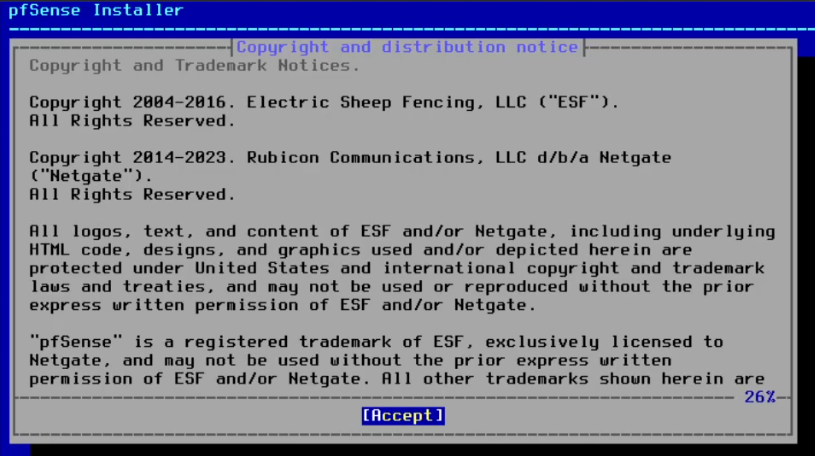 pfSense Installer
Copyright and distribution notice
Copyright and Trademark Notices.
Copyright 2004-2016. Electric Sheep Fencing, LLC ("ESF").
All Rights Reserved.
Copyright 2014-2023. Rubicon Communications, LLC d/b/a Netgate
("Netgate").
All Rights Reserved.
All logos, text, and content of ESF and/or Netgate, including underlying
HTML code, designs, and graphics used and/or depicted herein are
protected under United States and international copyright and trademark
laws and treaties, and may not be used or reproduced without the prior
express written permission of ESF and/or Netgate.
"pfSense" is a registered trademark of ESF, exclusively licensed to
Netgate, and may not be used without the prior express written
permission of ESF and/or Netgate. All other trademarks shown herein are
26%
[Accept]